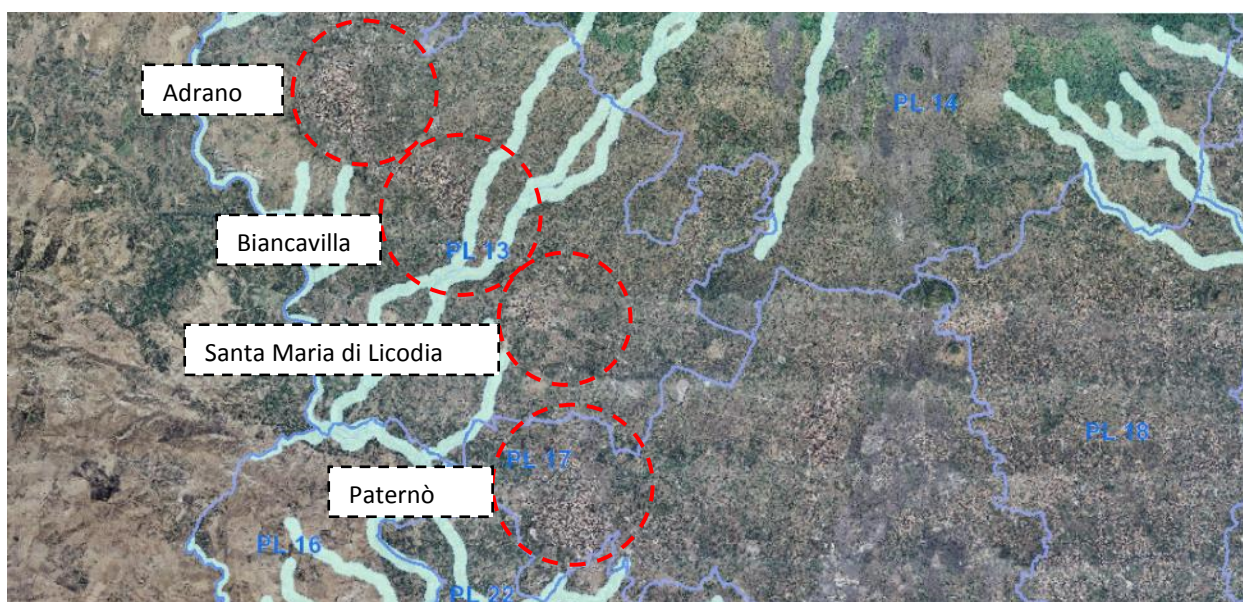 Adrano
PL 14
Biancavilla
PL 13
Santa Maria di Licodia
PL 18
PL 17
Paternò
PL 16
PL 22